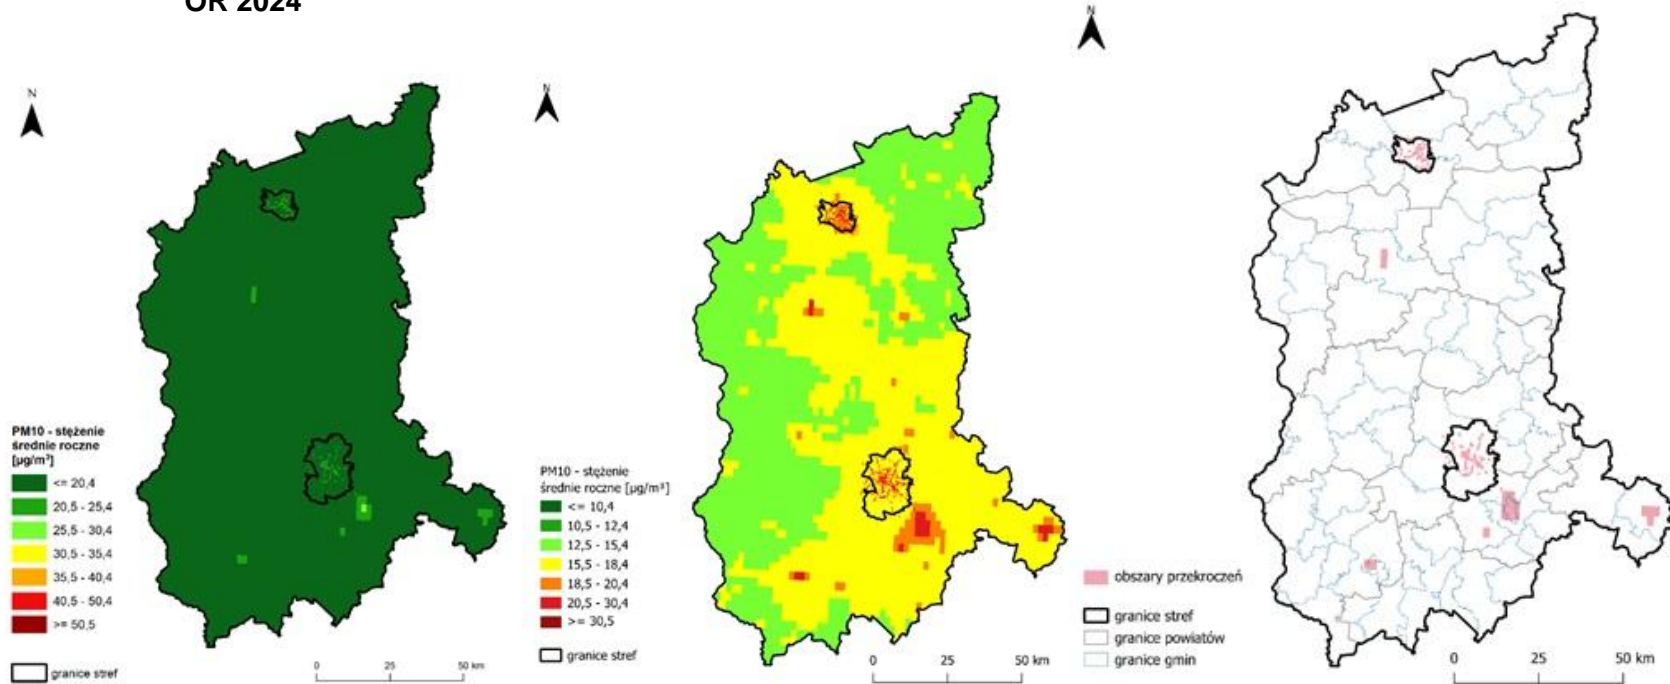 OR 2024
N
PM10 - stężenie
średnie roczne
[µg/m³]
<= 20,4
20,5 - 25,4
25,5 - 30,4
30,5 - 35,4
35,5 - 40,4
40,5 - 50,4
>= 50,5
granice stref
0 25 50 km
N
PM10 - stężenie
średnie roczne [µg/m³]
<= 10,4
10,5 - 12,4
12,5 - 15,4
15,5 - 18,4
18,5 - 20,4
20,5 - 30,4
>= 30,5
granice stref
0 25 50 km
N
obszary przekroczeń
granice stref
granice powiatów
granice gmin
0 25 50 km